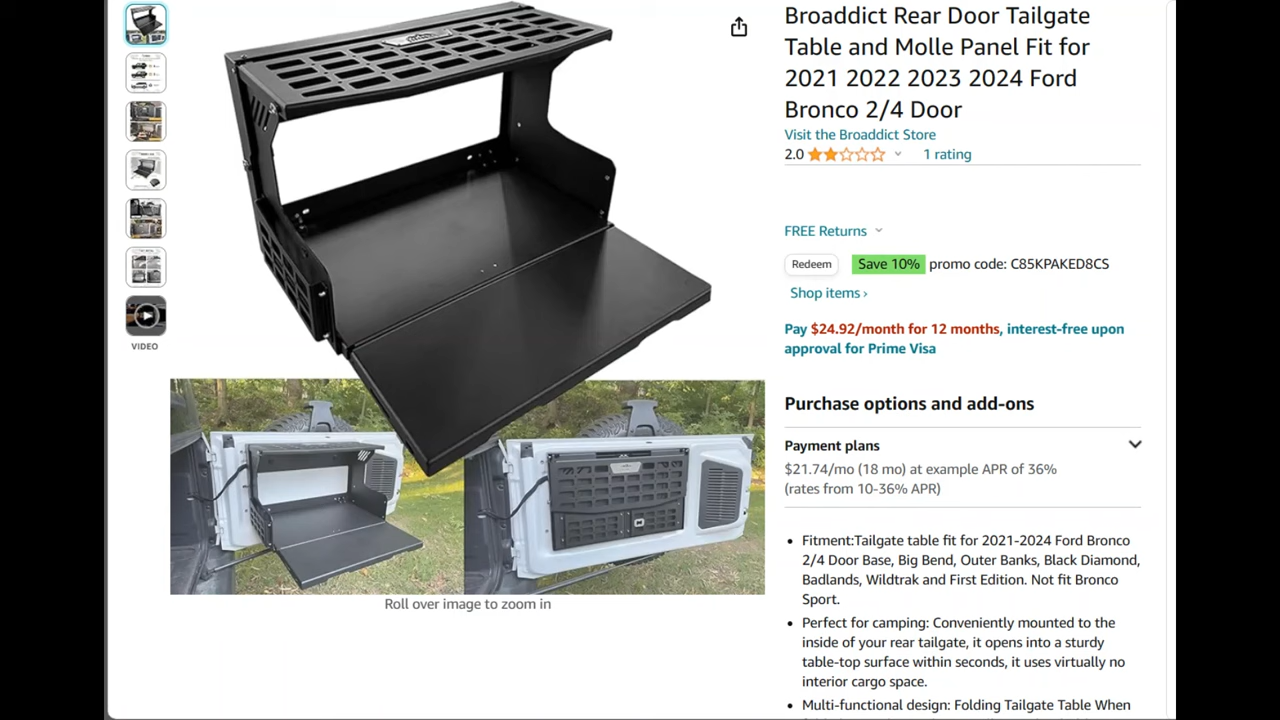 Broaddict Rear Door Tailgate
Table and Molle Panel Fit for
2021 2022 2023 2024 Ford
Bronco 2/4 Door
Visit the Broaddict Store
2.0
1 rating
FREE Returns
Redeem Save 10% promo code: C85KPAKED8CS
Shop items ›
VIDEO
Pay $24.92/month for 12 months, interest-free upon
approval for Prime Visa
Purchase options and add-ons
Payment plans
$21.74/mo (18 mo) at example APR of 36%
(rates from 10-36% APR)
Fitment:Tailgate table fit for 2021-2024 Ford Bronco
2/4 Door Base, Big Bend, Outer Banks, Black Diamond,
Badlands, Wildtrak and First Edition. Not fit Bronco
Sport.
Roll over image to zoom in
Perfect for camping: Conveniently mounted to the
inside of your rear tailgate, it opens into a sturdy
table-top surface within seconds, it uses virtually no
interior cargo space.
Multi-functional design: Folding Tailgate Table When